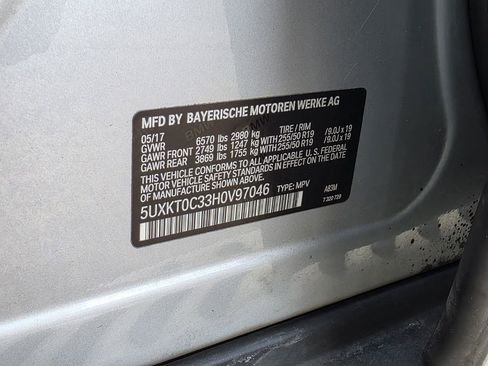 MFD BY BAYERISCHE MOTOREN WERKE AG
05/17
GVWR 6570 lbs 2980 kg TIRE / RIM
GAWR FRONT 2749 lbs 1247 kg WITH 255/50 R19 / 9.0J x 19
GAWR REAR 3869 lbs 1755 kg WITH 255/50 R19 / 9.0J x 19
THIS VEHICLE CONFORMS TO ALL APPLICABLE U.S. FEDERAL
MOTOR VEHICLE SAFETY STANDARDS IN EFFECT ON THE
DATE OF MANUFACTURE SHOWN ABOVE.
5UXKT0C33H0V97046 TYPE: MPV A83M
7 320 729